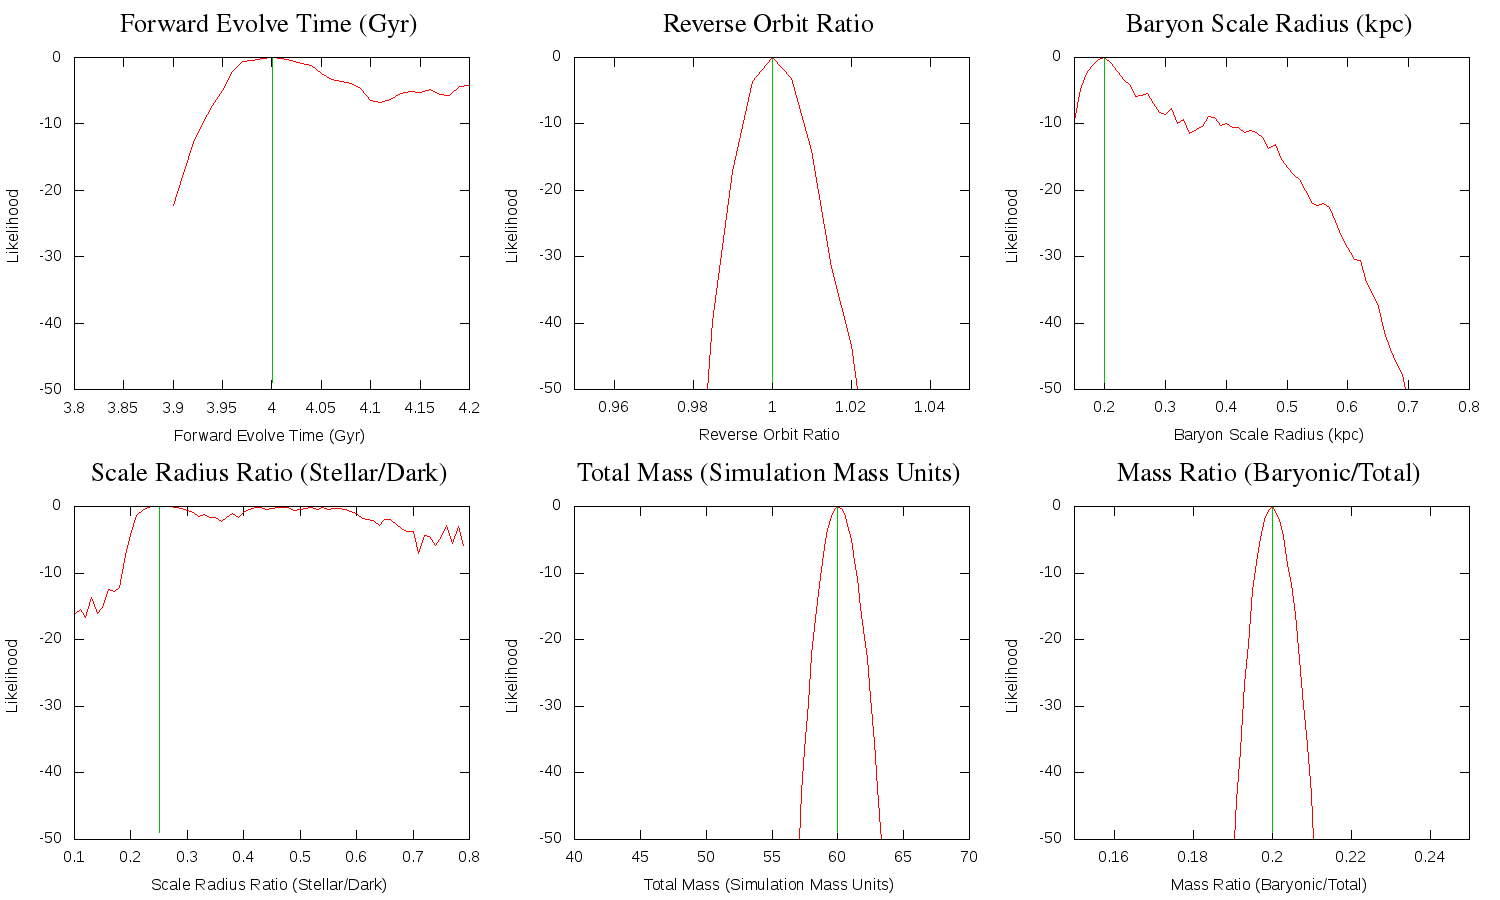 Forward Evolve Time (Gyr)
Reverse Orbit Ratio
Baryon Scale Radius (kpc)
0
-10
-20
-30
-40
-50
Likelihood
3.8 3.85 3.9 3.95 4 4.05 4.1 4.15 4.2
Forward Evolve Time (Gyr)
0
-10
-20
-30
-40
-50
Likelihood
0.96 0.98 1 1.02 1.04
Reverse Orbit Ratio
0
-10
-20
-30
-40
-50
Likelihood
0.2 0.3 0.4 0.5 0.6 0.7 0.8
Baryon Scale Radius (kpc)
Scale Radius Ratio (Stellar/Dark)
Total Mass (Simulation Mass Units)
Mass Ratio (Baryonic/Total)
0
-10
-20
-30
-40
-50
Likelihood
0.1 0.2 0.3 0.4 0.5 0.6 0.7 0.8
Scale Radius Ratio (Stellar/Dark)
0
-10
-20
-30
-40
-50
Likelihood
40 45 50 55 60 65 70
Total Mass (Simulation Mass Units)
0
-10
-20
-30
-40
-50
Likelihood
0.16 0.18 0.2 0.22 0.24
Mass Ratio (Baryonic/Total)